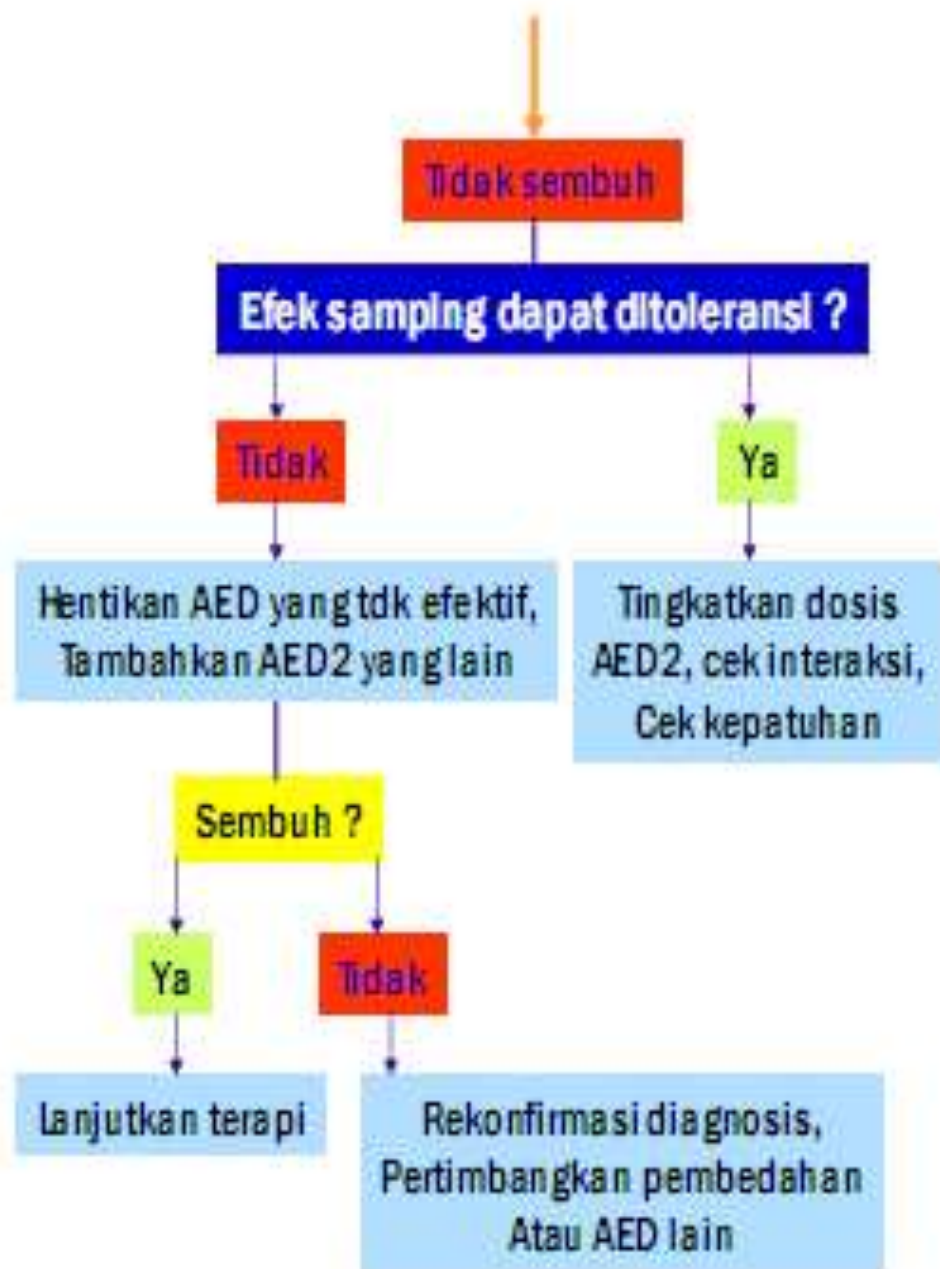 Tidak sembuh
Efek samping dapat ditoleransi ?
Tidak
Ya
Hentikan AED yang tdk efektif,
Tambahkan AED2 yang lain
Tingkatkan dosis
AED2, cek interaksi,
Cek kepatuhan
Sembuh ?
Ya
Tidak
Lanjutkan terapi
Rekonfirmasi diagnosis,
Pertimbangkan pembedahan
Atau AED lain